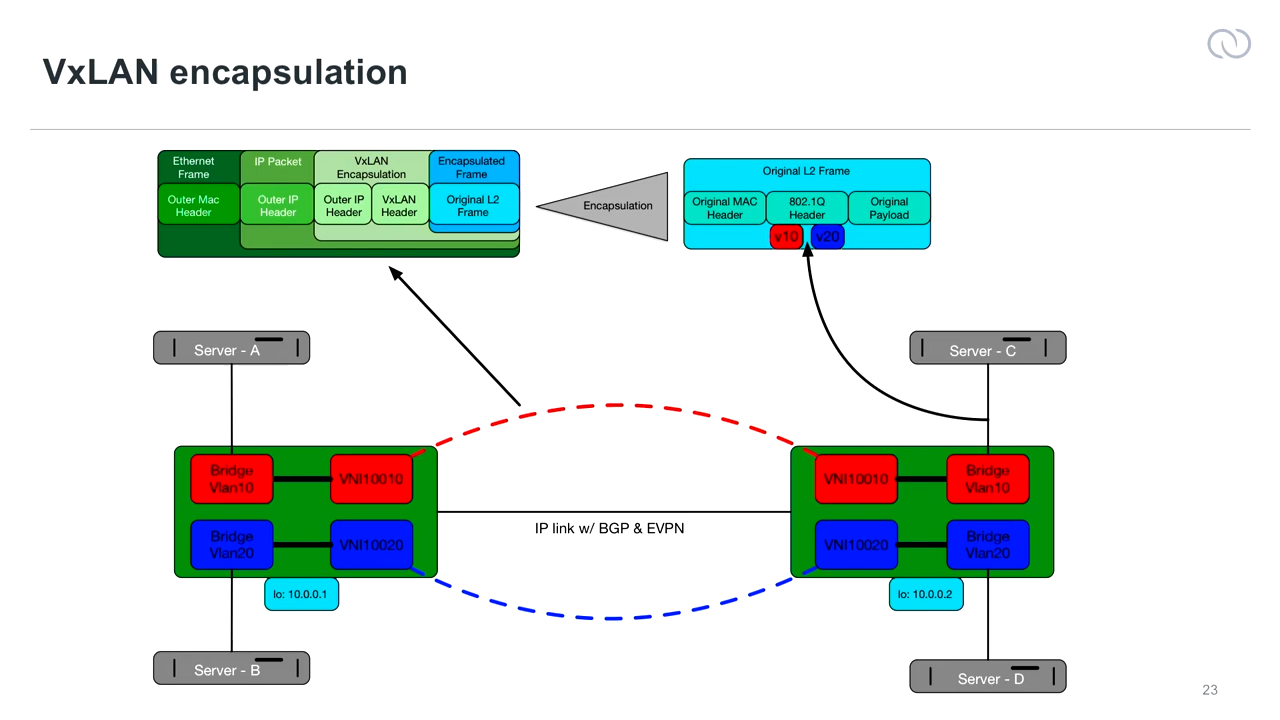 VxLAN encapsulation
Ethernet
Frame
IP Packet
VxLAN
Encapsulation
Encapsulated
Frame
Outer Mac
Header
Outer IP
Header
Outer IP
Header
VxLAN
Header
Original L2
Frame
Encapsulation
Original L2 Frame
Original MAC
Header
802.1Q
Header
Original
Payload
v10
v20
Server - A
Server - C
Bridge
Vlan10
VNI10010
VNI10010
Bridge
Vlan10
IP link w/ BGP & EVPN
Bridge
Vlan20
VNI10020
VNI10020
Bridge
Vlan20
lo: 10.0.0.1
lo: 10.0.0.2
Server - B
Server - D
23